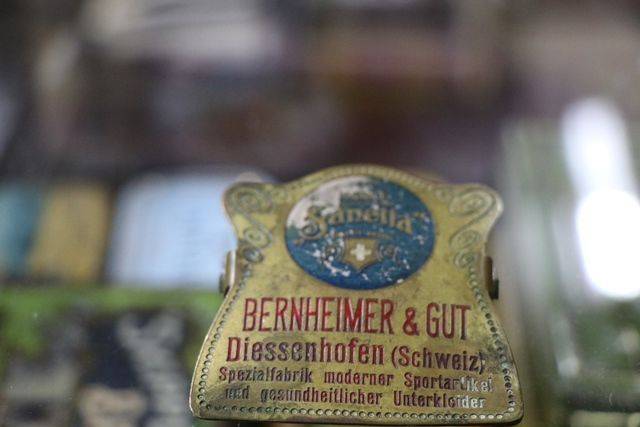 Sanella
BERNHEIMER & GUT
Diessenhofen (Schweiz)
Spezialfabrik moderner Sportartikel
und gesundheitlicher Unterkleider